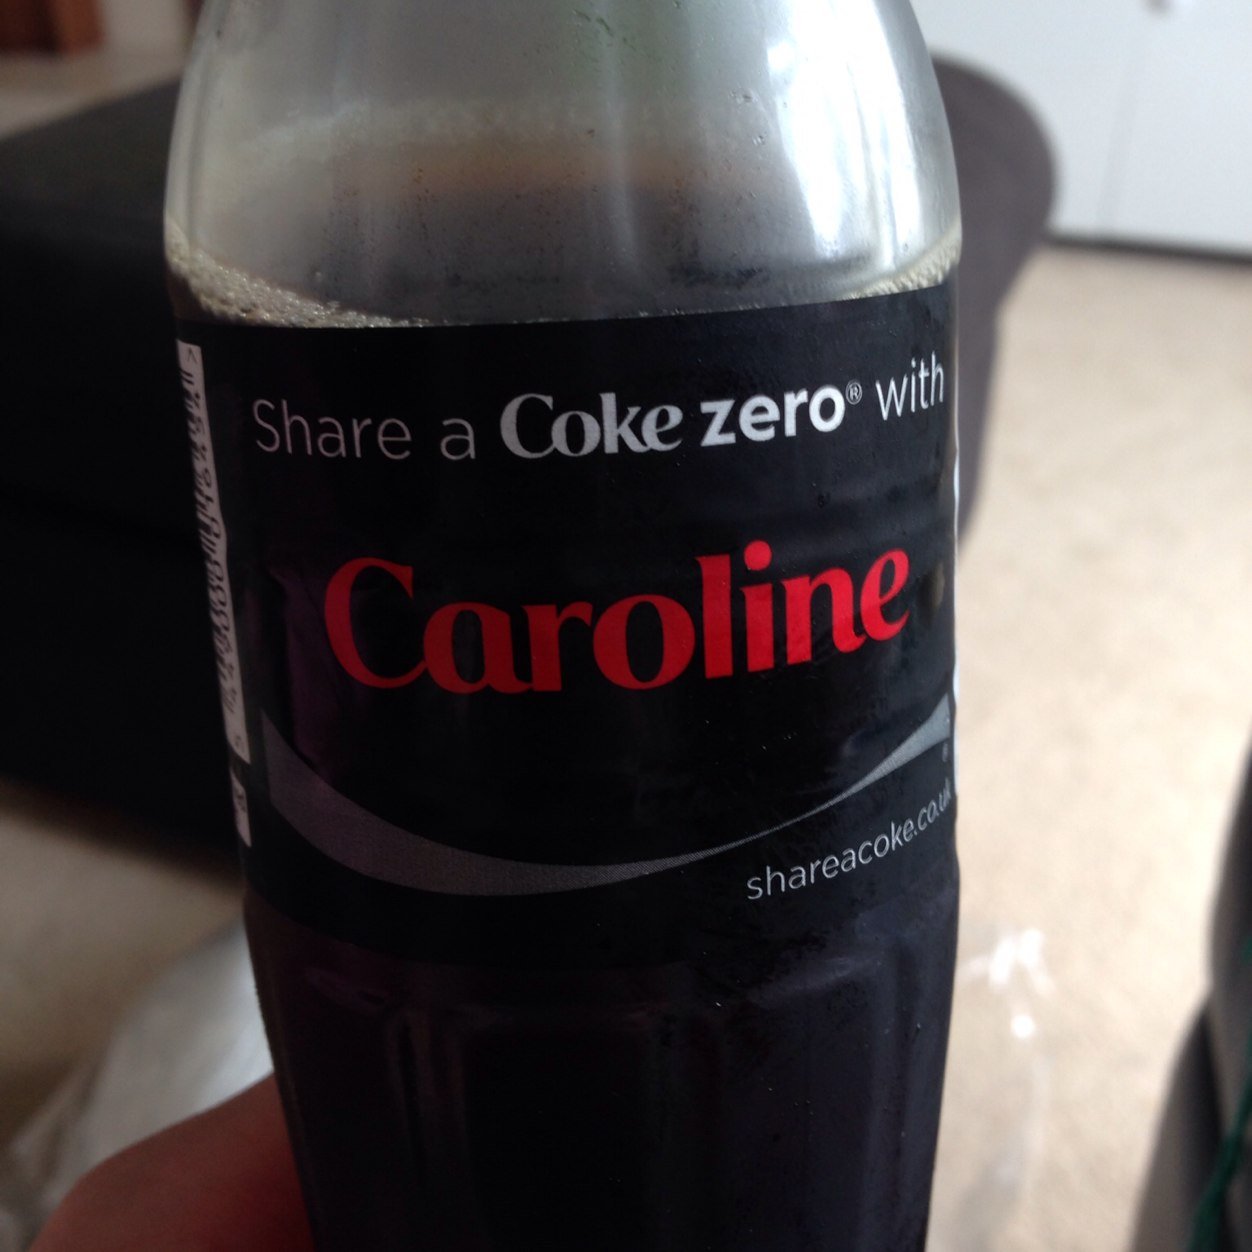 Share a Coke zero® with
Caroline
shareacoke.co.uk